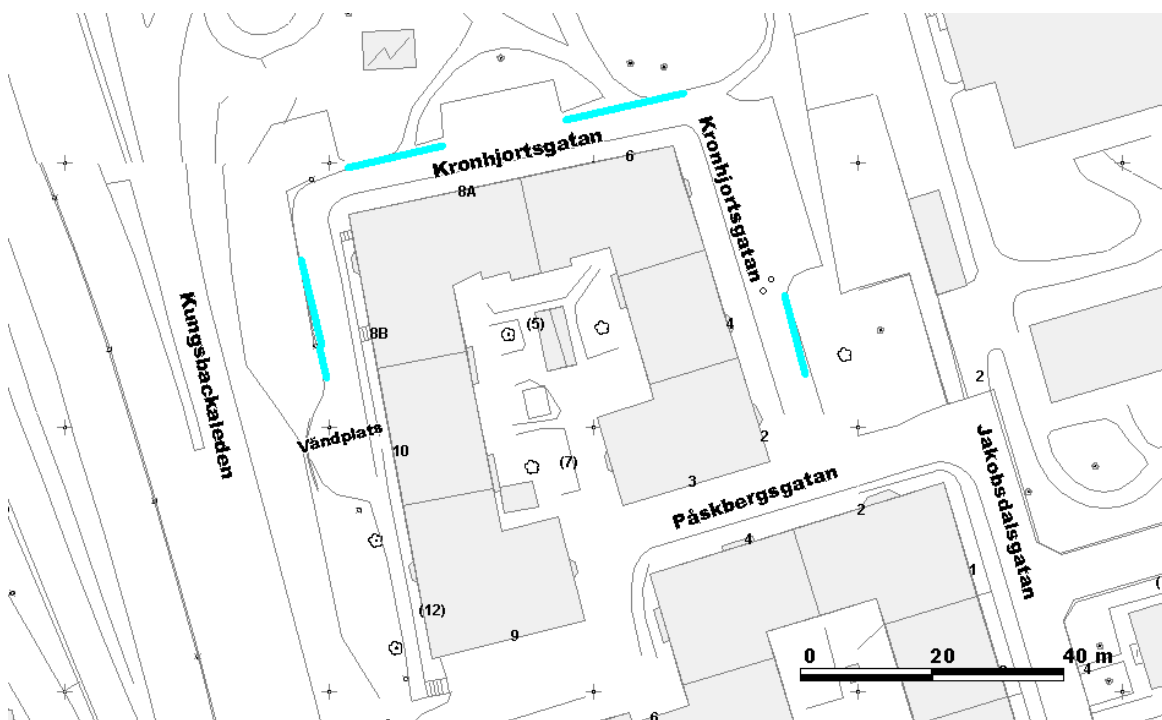 Kronhjortsgatan
Kronhjortsgatan
6
8A
Kungsbackaleden
(5)
8B
4
2
Vändplats
10
(7)
2
3
Påskbergsgatan
Jakobsdalsgatan
2
4
1
(12)
9
0 20 40 m
4
6